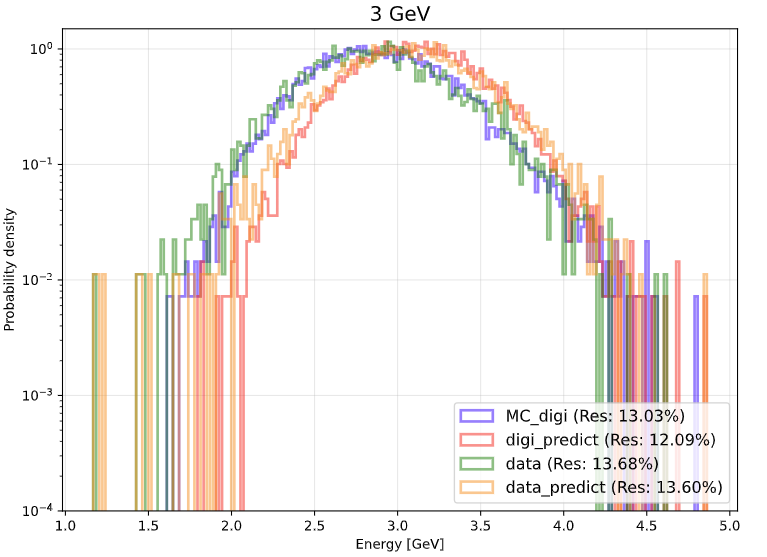 3 GeV
Probability density
10⁰
10⁻¹
10⁻²
10⁻³
10⁻⁴
MC_digi (Res: 13.03%)
digi_predict (Res: 12.09%)
data (Res: 13.68%)
data_predict (Res: 13.60%)
1.0 1.5 2.0 2.5 3.0 3.5 4.0 4.5 5.0
Energy [GeV]